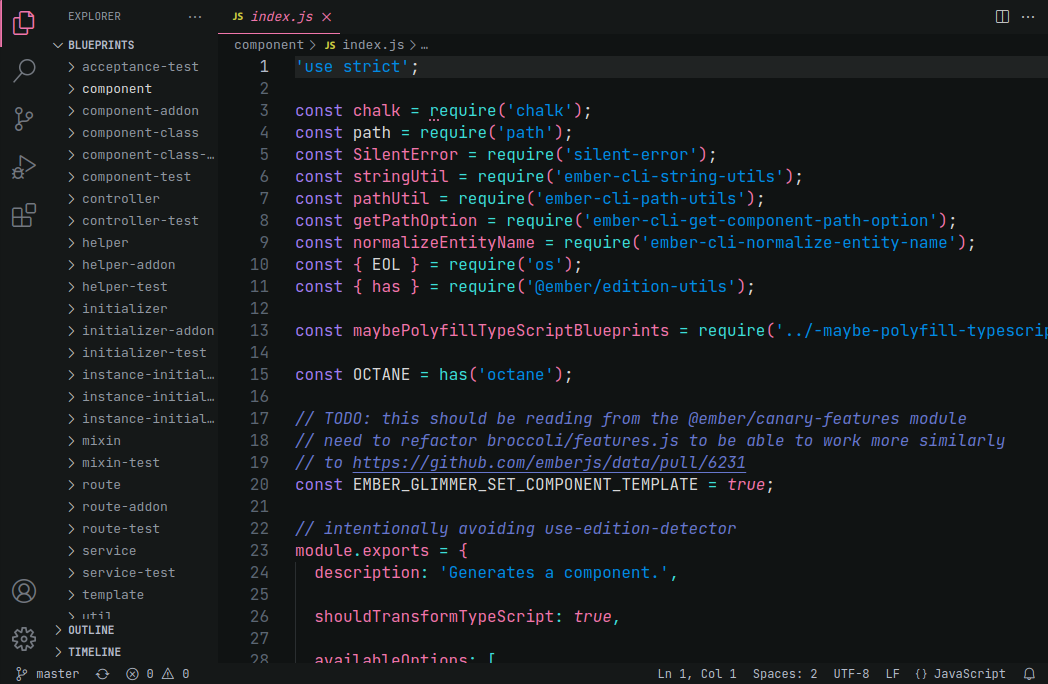 EXPLORER
BLUEPRINTS
acceptance-test
component
component-addon
component-class
component-class-…
component-test
controller
controller-test
helper
helper-addon
helper-test
initializer
initializer-addon
initializer-test
instance-initial…
instance-initial…
instance-initial…
mixin
mixin-test
route
route-addon
route-test
service
service-test
template
util
OUTLINE
TIMELINE
JS index.js
component > JS index.js > …
1 'use strict';
2
3 const chalk = require('chalk');
4 const path = require('path');
5 const SilentError = require('silent-error');
6 const stringUtil = require('ember-cli-string-utils');
7 const pathUtil = require('ember-cli-path-utils');
8 const getPathOption = require('ember-cli-get-component-path-option');
9 const normalizeEntityName = require('ember-cli-normalize-entity-name');
10 const { EOL } = require('os');
11 const { has } = require('@ember/edition-utils');
12
13 const maybePolyfillTypeScriptBlueprints = require('../-maybe-polyfill-typescrip
14
15 const OCTANE = has('octane');
16
17 // TODO: this should be reading from the @ember/canary-features module
18 // need to refactor broccoli/features.js to be able to work more similarly
19 // to https://github.com/emberjs/data/pull/6231
20 const EMBER_GLIMMER_SET_COMPONENT_TEMPLATE = true;
21
22 // intentionally avoiding use-edition-detector
23 module.exports = {
24 description: 'Generates a component.',
25
26 shouldTransformTypeScript: true,
27
28 availableOptions: [
master 0 0 Ln 1, Col 1 Spaces: 2 UTF-8 LF {} JavaScript